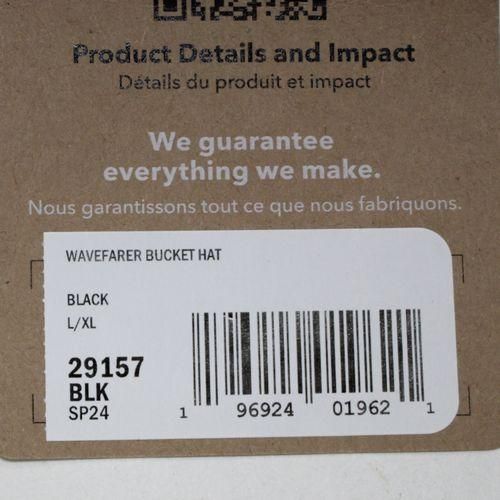 Product Details and Impact
Détails du produit et impact
We guarantee
everything we make.
Nous garantissons tout ce que nous fabriquons.
WAVEFARER BUCKET HAT
BLACK
L/XL
29157
BLK
SP24
1 96924 01962 1